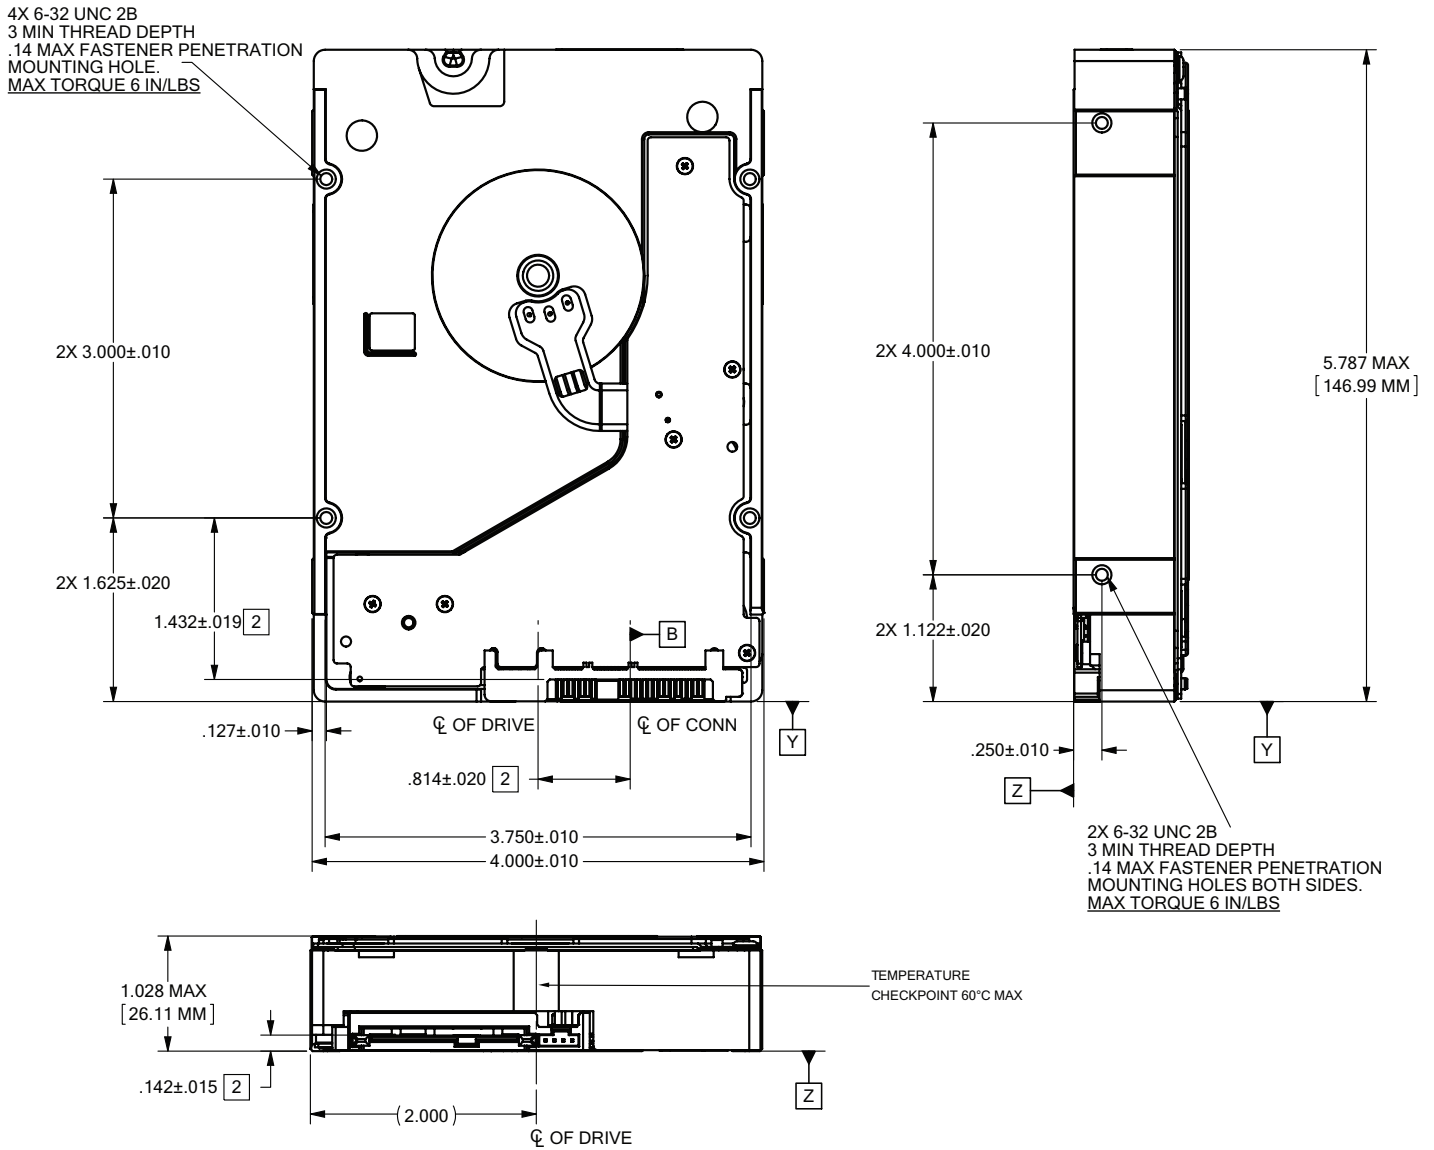 4X 6-32 UNC 2B
3 MIN THREAD DEPTH
.14 MAX FASTENER PENETRATION
MOUNTING HOLE.
MAX TORQUE 6 IN/LBS
2X 3.000±.010
2X 1.625±.020
1.432±.019 2
B
.127±.010
℄ OF DRIVE
℄ OF CONN
Y
.814±.020 2
3.750±.010
4.000±.010
2X 4.000±.010
5.787 MAX
[146.99 MM]
2X 1.122±.020
.250±.010
Y
Z
2X 6-32 UNC 2B
3 MIN THREAD DEPTH
.14 MAX FASTENER PENETRATION
MOUNTING HOLES BOTH SIDES.
MAX TORQUE 6 IN/LBS
1.028 MAX
[26.11 MM]
TEMPERATURE
CHECKPOINT 60°C MAX
.142±.015 2
Z
(2.000)
℄ OF DRIVE